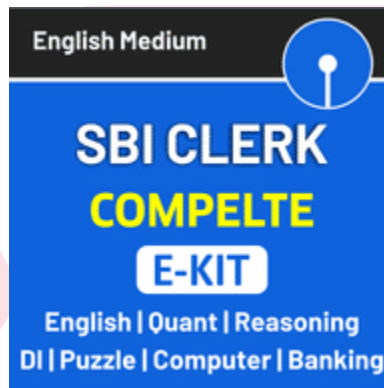 English Medium
SBI CLERK
COMPELTE
E-KIT
English | Quant | Reasoning
DI | Puzzle | Computer | Banking